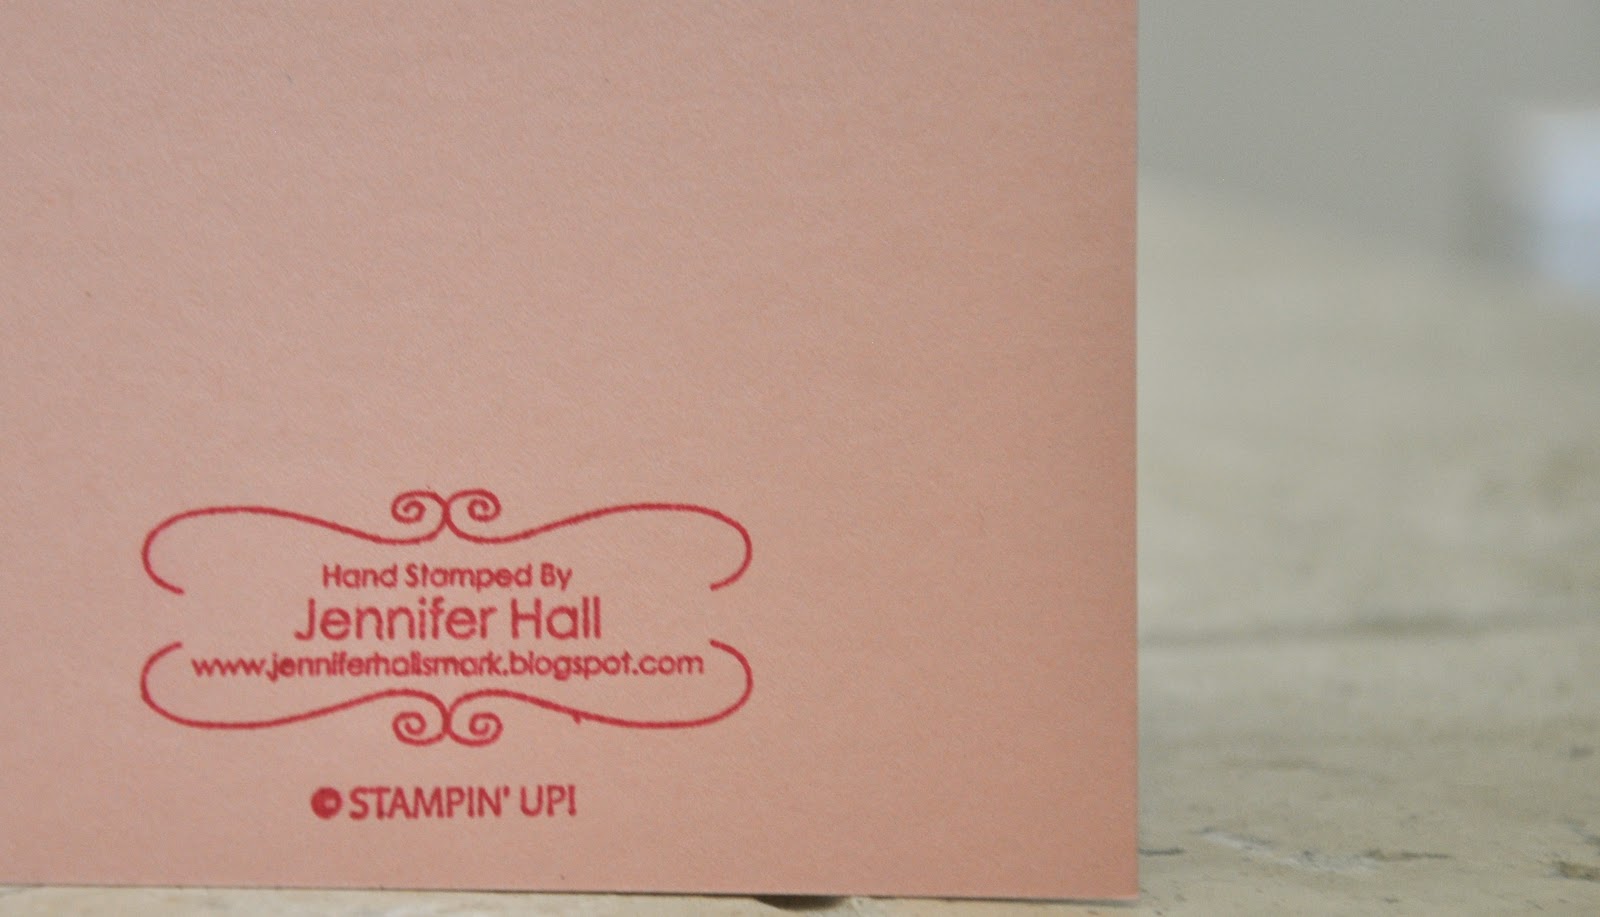 Hand Stamped By
Jennifer Hall
www.jenniferhallsmark.blogspot.com
© STAMPIN' UP!